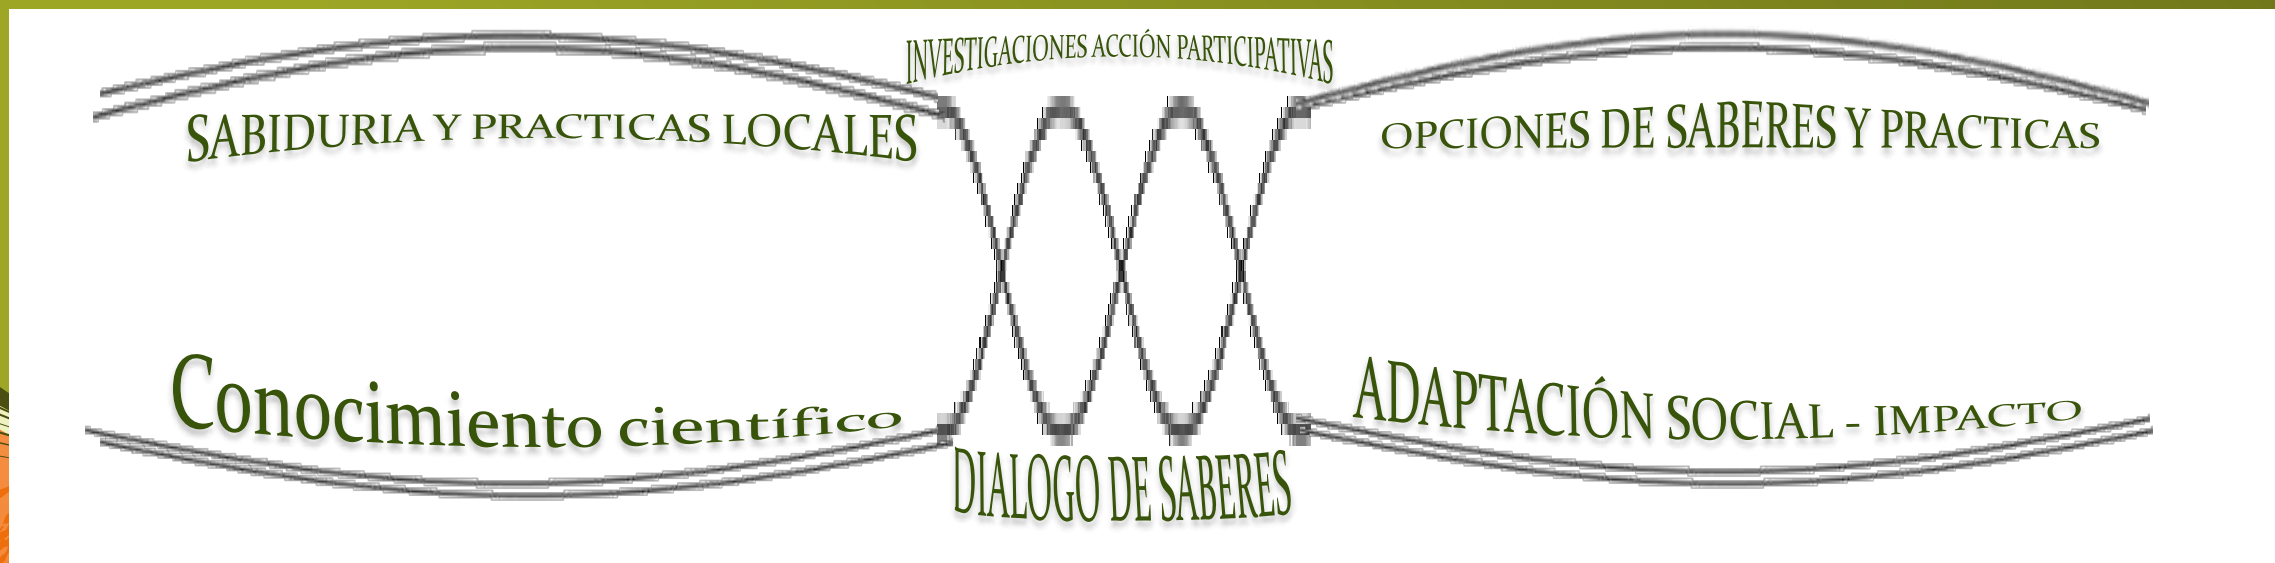 INVESTIGACIONES ACCIÓN PARTICIPATIVAS
SABIDURIA Y PRACTICAS LOCALES
OPCIONES DE SABERES Y PRACTICAS
Conocimiento científico
ADAPTACIÓN SOCIAL - IMPACTO
DIALOGO DE SABERES